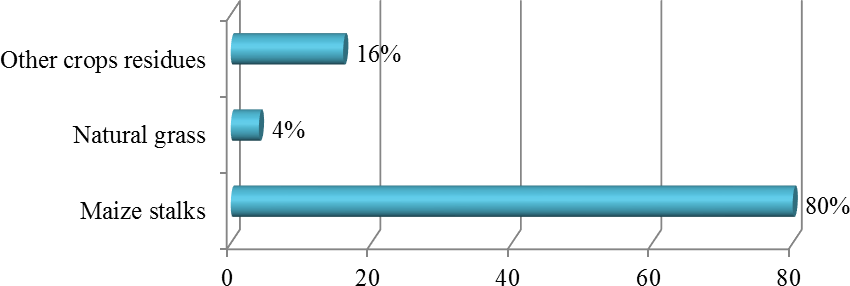 Other crops residues 16%
Natural grass 4%
Maize stalks 80%
0 20 40 60 80